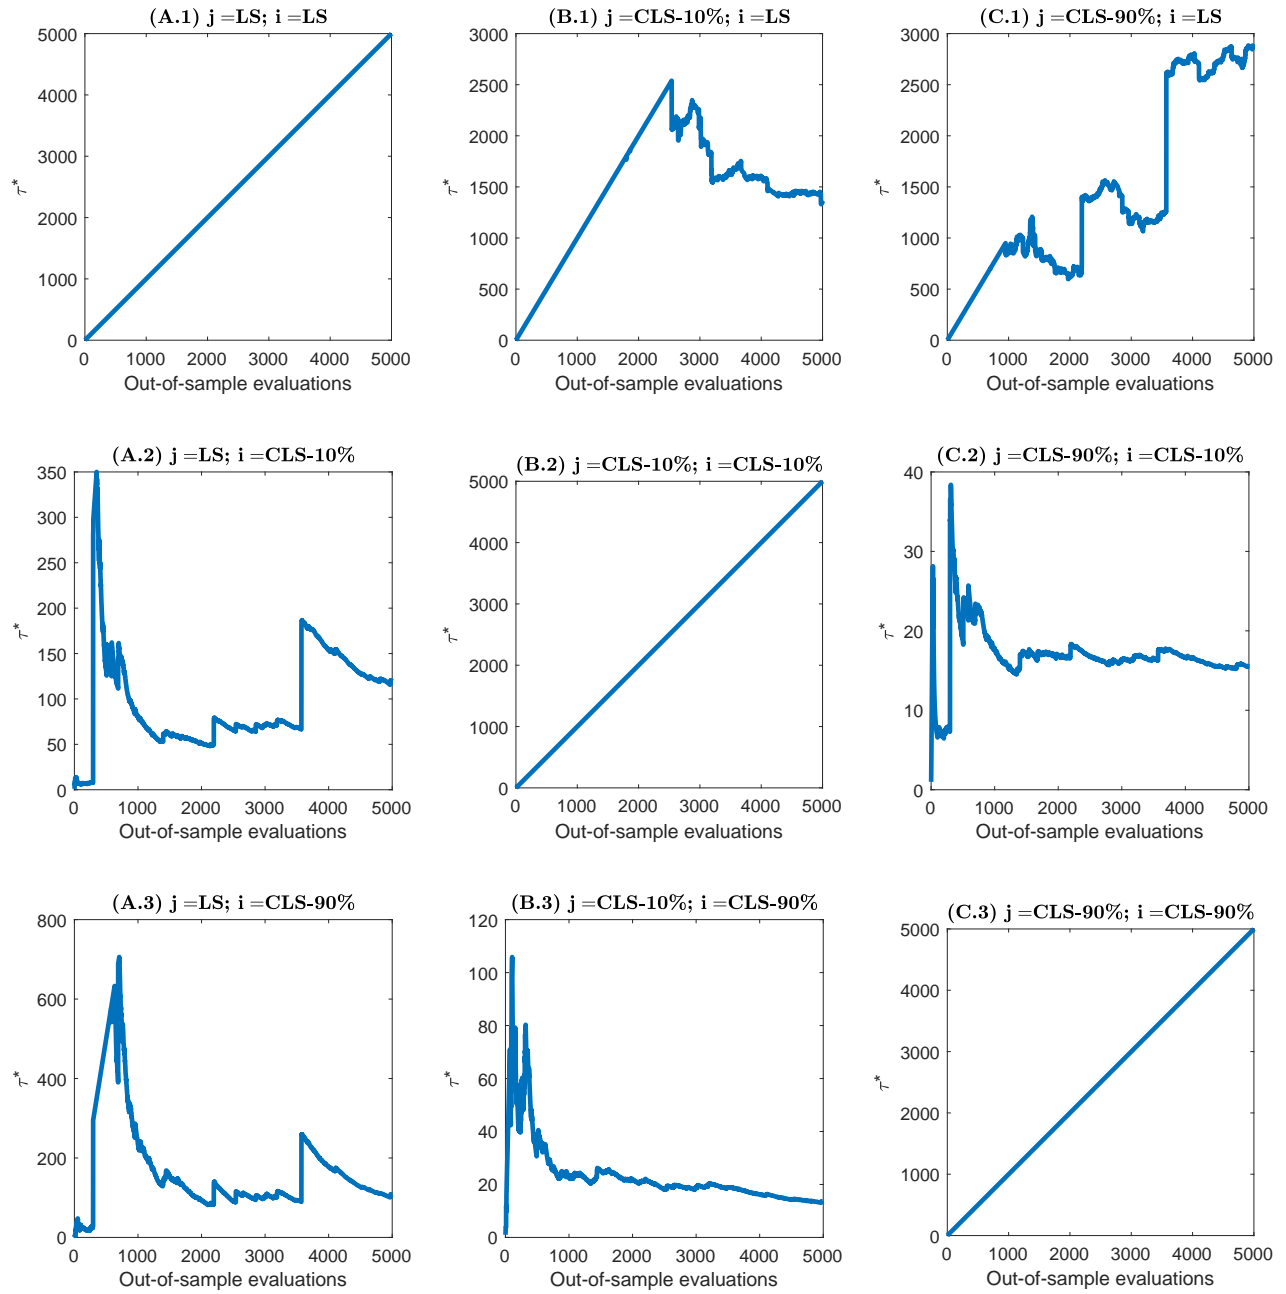 (A.1) j =LS; i =LS
5000
4000
3000
2000
1000
0
τ*
0 1000 2000 3000 4000 5000
Out-of-sample evaluations
(B.1) j =CLS-10%; i =LS
3000
2500
2000
1500
1000
500
0
τ*
0 1000 2000 3000 4000 5000
Out-of-sample evaluations
(C.1) j =CLS-90%; i =LS
3000
2500
2000
1500
1000
500
0
τ*
0 1000 2000 3000 4000 5000
Out-of-sample evaluations
(A.2) j =LS; i =CLS-10%
350
300
250
200
150
100
50
0
τ*
0 1000 2000 3000 4000 5000
Out-of-sample evaluations
(B.2) j =CLS-10%; i =CLS-10%
5000
4000
3000
2000
1000
0
τ*
0 1000 2000 3000 4000 5000
Out-of-sample evaluations
(C.2) j =CLS-90%; i =CLS-10%
40
30
20
10
0
τ*
0 1000 2000 3000 4000 5000
Out-of-sample evaluations
(A.3) j =LS; i =CLS-90%
800
600
400
200
0
τ*
0 1000 2000 3000 4000 5000
Out-of-sample evaluations
(B.3) j =CLS-10%; i =CLS-90%
120
100
80
60
40
20
0
τ*
0 1000 2000 3000 4000 5000
Out-of-sample evaluations
(C.3) j =CLS-90%; i =CLS-90%
5000
4000
3000
2000
1000
0
τ*
0 1000 2000 3000 4000 5000
Out-of-sample evaluations